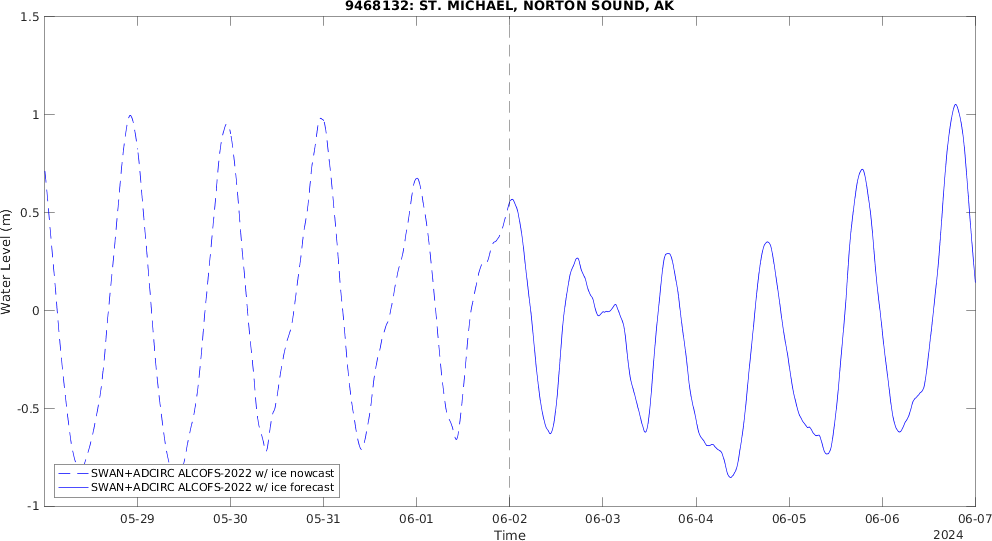 9468132: ST. MICHAEL, NORTON SOUND, AK
1.5
1
0.5
0
-0.5
-1
Water Level (m)
SWAN+ADCIRC ALCOFS-2022 w/ ice nowcast
SWAN+ADCIRC ALCOFS-2022 w/ ice forecast
05-29 05-30 05-31 06-01 06-02 06-03 06-04 06-05 06-06 06-07
Time
2024